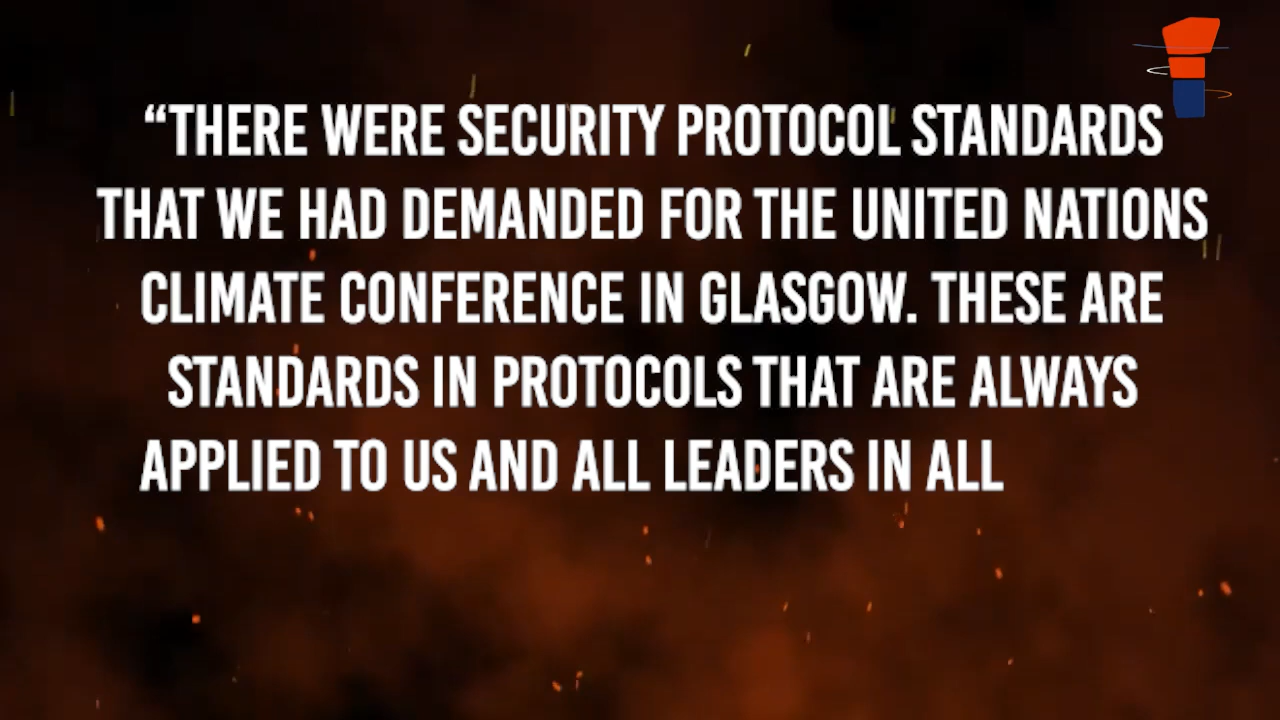 “THERE WERE SECURITY PROTOCOL STANDARDS
THAT WE HAD DEMANDED FOR THE UNITED NATIONS
CLIMATE CONFERENCE IN GLASGOW. THESE ARE
STANDARDS IN PROTOCOLS THAT ARE ALWAYS
APPLIED TO US AND ALL LEADERS IN ALL